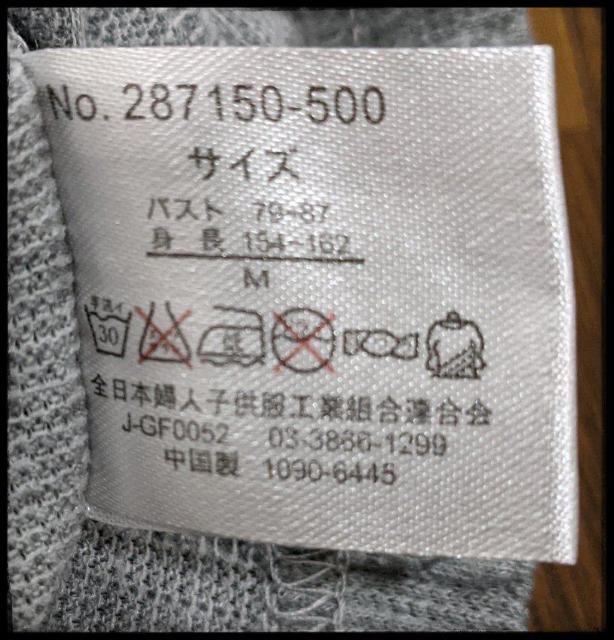 No. 287150-500
サイズ
バスト 79-87
身長 154-162
M
手洗イ
30
全日本婦人子供服工業組合連合会
J-GF0052 03-3866-1299
中国製 1090-6445